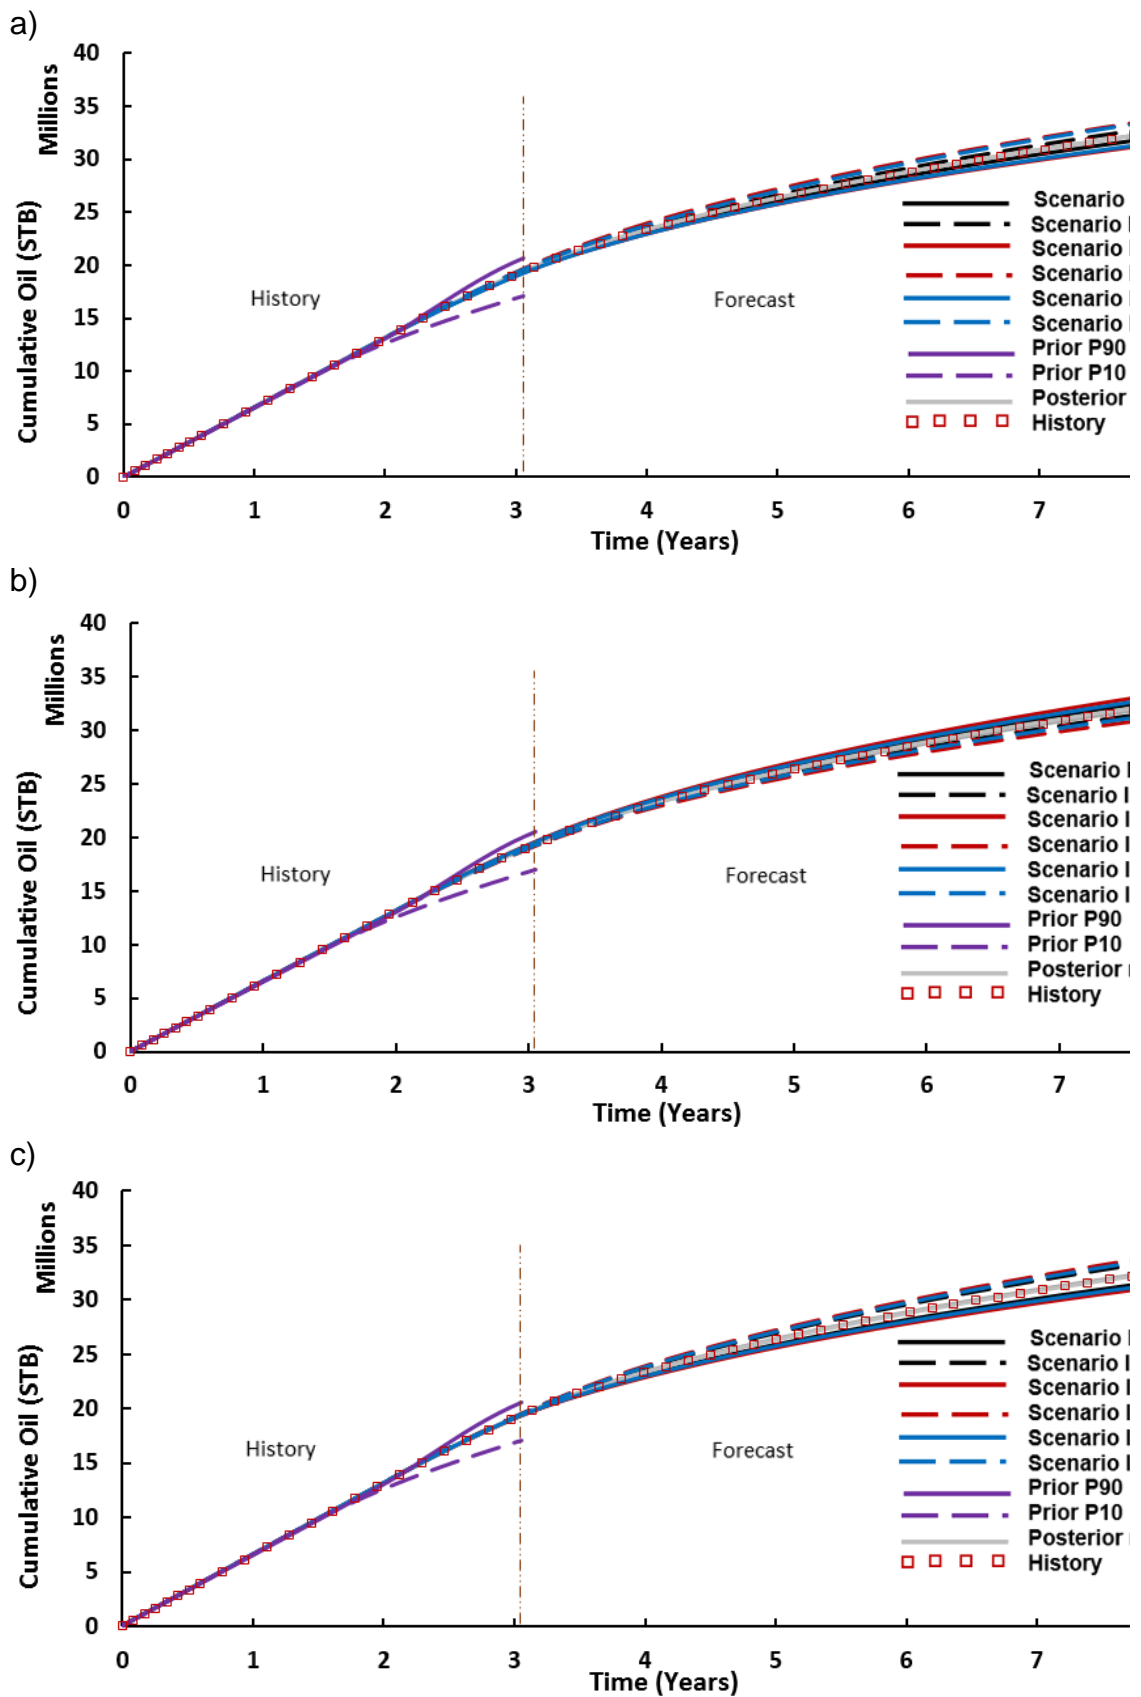 a)
40
35
30
25
20
15
10
5
0
Millions
Cumulative Oil (STB)
History
Forecast
Scenario
Scenario I
Scenario I
Scenario I
Scenario I
Scenario I
Prior P90
Prior P10
Posterior
History
0 1 2 3 4 5 6 7
Time (Years)
b)
40
35
30
25
20
15
10
5
0
Millions
Cumulative Oil (STB)
History
Forecast
Scenario I
Scenario I
Scenario I
Scenario I
Scenario I
Scenario I
Prior P90
Prior P10
Posterior
History
0 1 2 3 4 5 6 7
Time (Years)
c)
40
35
30
25
20
15
10
5
0
Millions
Cumulative Oil (STB)
History
Forecast
Scenario I
Scenario I
Scenario I
Scenario I
Scenario I
Scenario I
Prior P90
Prior P10
Posterior
History
0 1 2 3 4 5 6 7
Time (Years)